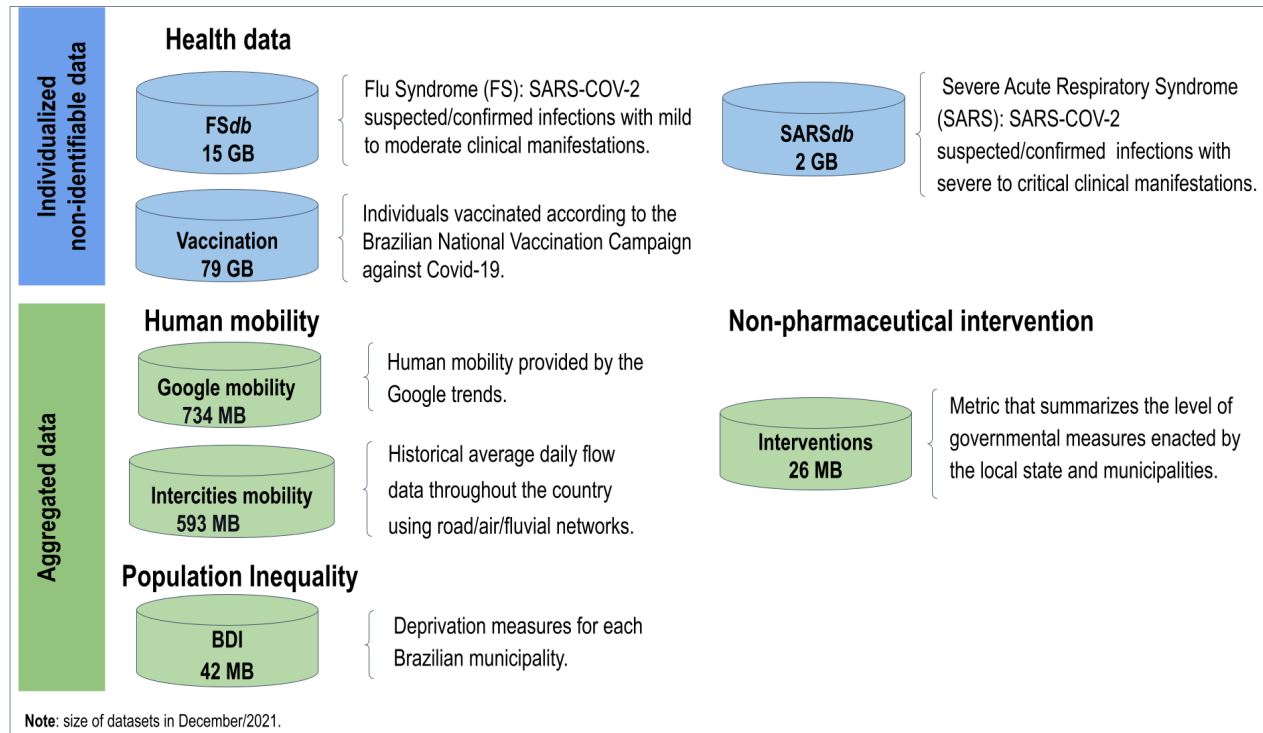 Individualized
non-identifiable data
Health data
FSdb
15 GB
Flu Syndrome (FS): SARS-COV-2
suspected/confirmed infections with mild
to moderate clinical manifestations.
SARSdb
2 GB
Severe Acute Respiratory Syndrome
(SARS): SARS-COV-2
suspected/confirmed infections with
severe to critical clinical manifestations.
Vaccination
79 GB
Individuals vaccinated according to the
Brazilian National Vaccination Campaign
against Covid-19.
Aggregated data
Human mobility
Google mobility
734 MB
Human mobility provided by the
Google trends.
Intercities mobility
593 MB
Historical average daily flow
data throughout the country
using road/air/fluvial networks.
Non-pharmaceutical intervention
Interventions
26 MB
Metric that summarizes the level of
governmental measures enacted by
the local state and municipalities.
Population Inequality
BDI
42 MB
Deprivation measures for each
Brazilian municipality.
Note: size of datasets in December/2021.